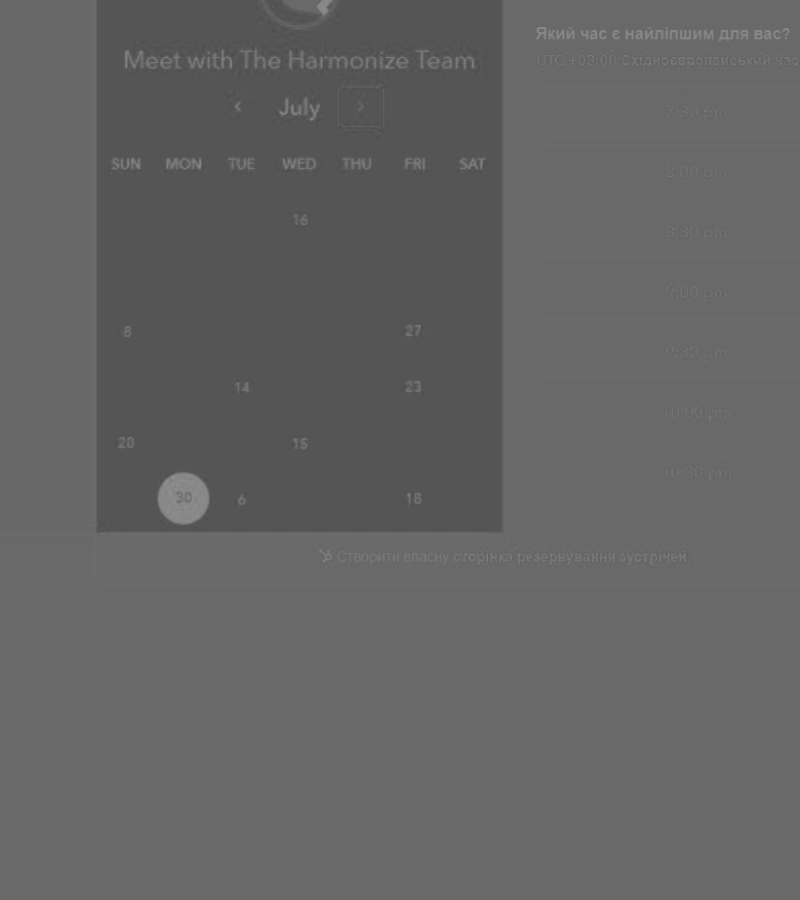 Meet with The Harmonize Team
July
SUN MON TUE WED THU FRI SAT
16
8 27
14 23
20 15
30 6 18
Який час є найліпшим для вас?
UTC +03:00 Східноєвропейський час
7:30 pm
8:00 pm
8:30 pm
9:00 pm
9:30 pm
10:00 pm
10:30 pm
Створити власну сторінка резервування зустрічей